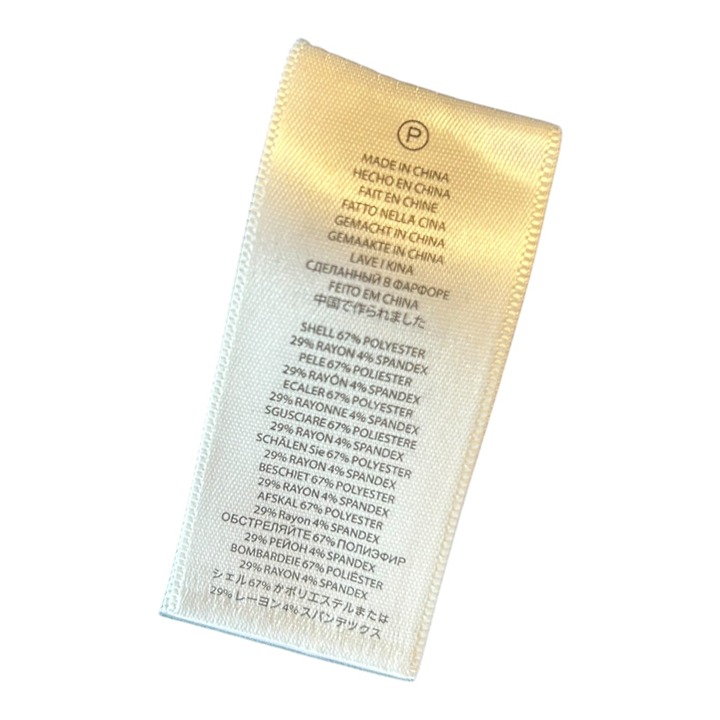 P
MADE IN CHINA
HECHO EN CHINA
FAIT EN CHINE
FATTO NELLA CINA
GEMACHT IN CHINA
GEMAAKTE IN CHINA
LAVE I KINA
СДЕЛАННЫЙ В ФАРФОРЕ
FEITO EM CHINA
中国で作られました
SHELL 67% POLYESTER
29% RAYON 4% SPANDEX
PELE 67% POLIESTER
29% RAYÓN 4% SPANDEX
ECALER 67% POLYESTER
29% RAYONNE 4% SPANDEX
SGUSCIARE 67% POLIESTERE
29% RAYON 4% SPANDEX
SCHÄLEN Sie 67% POLYESTER
29% RAYON 4% SPANDEX
BESCHIET 67% POLYESTER
29% RAYON 4% SPANDEX
AFSKAL 67% POLYESTER
29% Rayon 4% SPANDEX
ОБСТРЕЛЯЙТЕ 67% ПОЛИЭФИР
29% РЕЙОН 4% SPANDEX
BOMBARDEIE 67% POLIÉSTER
29% RAYON 4% SPANDEX
シェル 67% かポリエステルまたは
29% レーヨン 4% スパンデックス